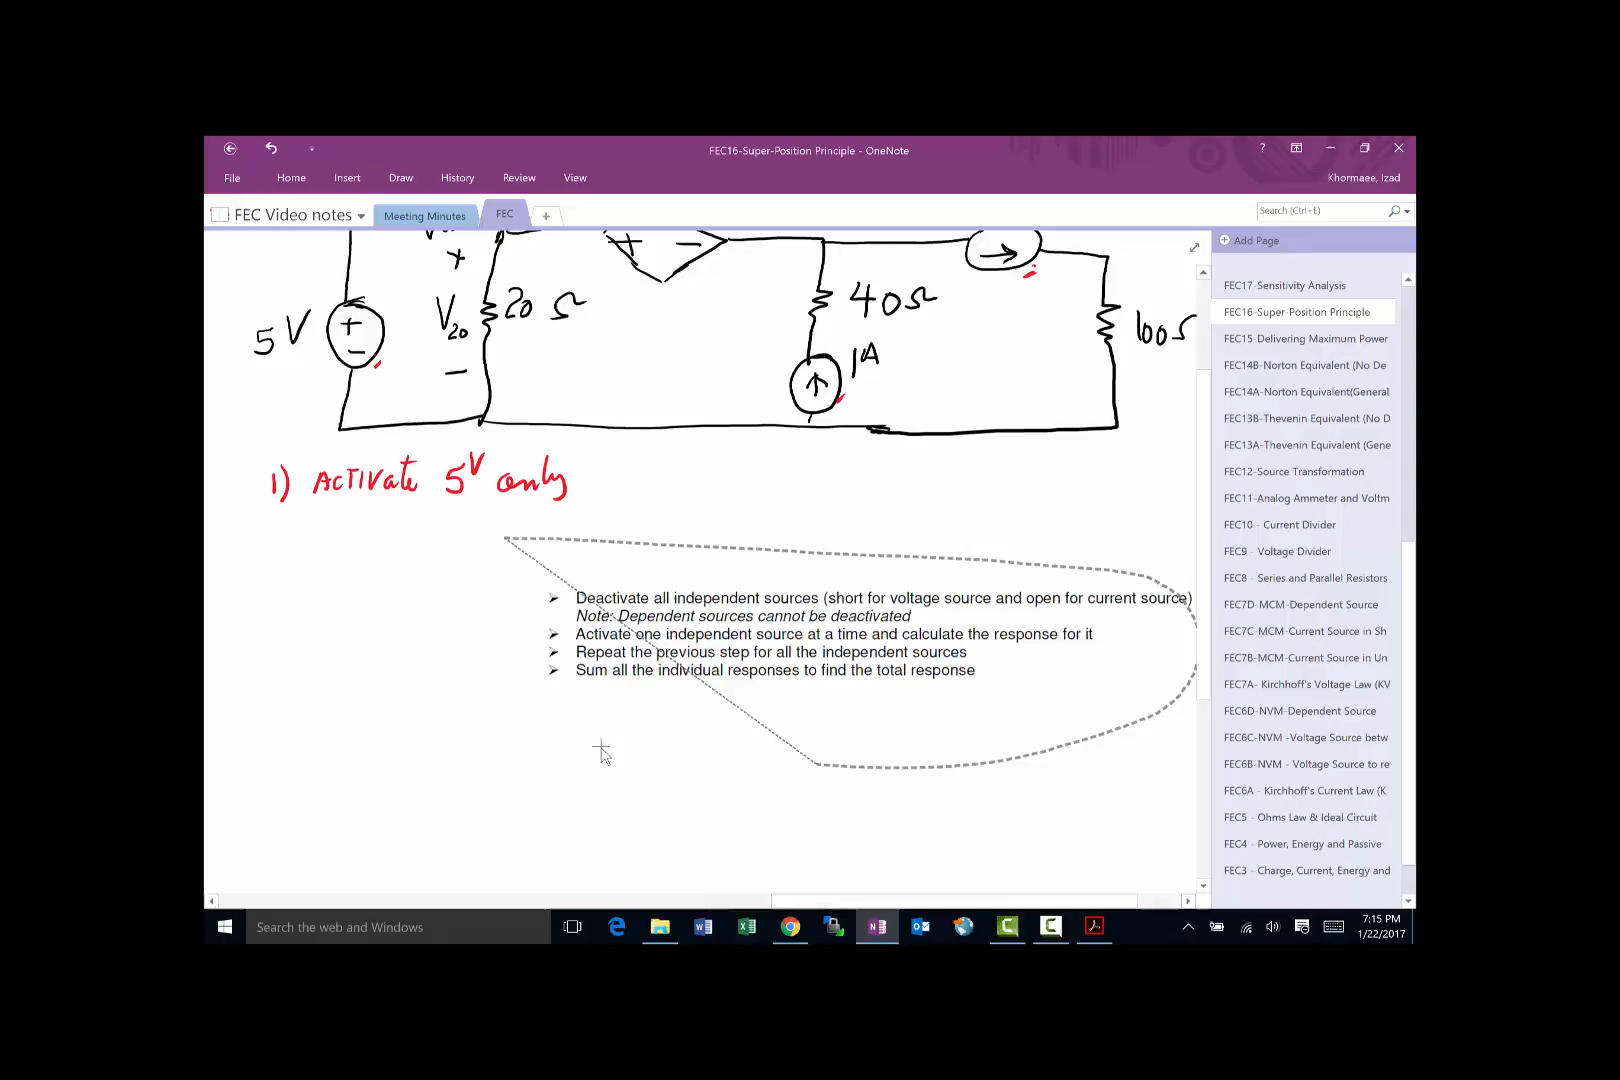 FEC16-Super-Position Principle - OneNote
?
File Home Insert Draw History Review View
Khormaee, Izad
FEC Video notes
Meeting Minutes
FEC
+
Search (Ctrl+E)
Add Page
+
+ −
20 Ω
40Ω
5V
+
−
V20
−
1A
100Ω
1) Activate 5V only
Deactivate all independent sources (short for voltage source and open for current source)
Note: Dependent sources cannot be deactivated
Activate one independent source at a time and calculate the response for it
Repeat the previous step for all the independent sources
Sum all the individual responses to find the total response
FEC17-Sensitivity Analysis
FEC16-Super-Position Principle
FEC15-Delivering Maximum Power
FEC14B-Norton Equivalent (No De
FEC14A-Norton Equivalent(General
FEC13B-Thevenin Equivalent (No D
FEC13A-Thevenin Equivalent (Gene
FEC12-Source Transformation
FEC11-Analog Ammeter and Voltm
FEC10 - Current Divider
FEC9 - Voltage Divider
FEC8 - Series and Parallel Resistors
FEC7D-MCM-Dependent Source
FEC7C-MCM-Current Source in Sh
FEC7B-MCM-Current Source in Un
FEC7A- Kirchhoff's Voltage Law (KV
FEC6D-NVM-Dependent Source
FEC6C-NVM -Voltage Source betw
FEC6B-NVM - Voltage Source to re
FEC6A - Kirchhoff's Current Law (K
FEC5 - Ohms Law & Ideal Circuit
FEC4 - Power, Energy and Passive
FEC3 - Charge, Current, Energy and
Search the web and Windows
7:15 PM
1/22/2017